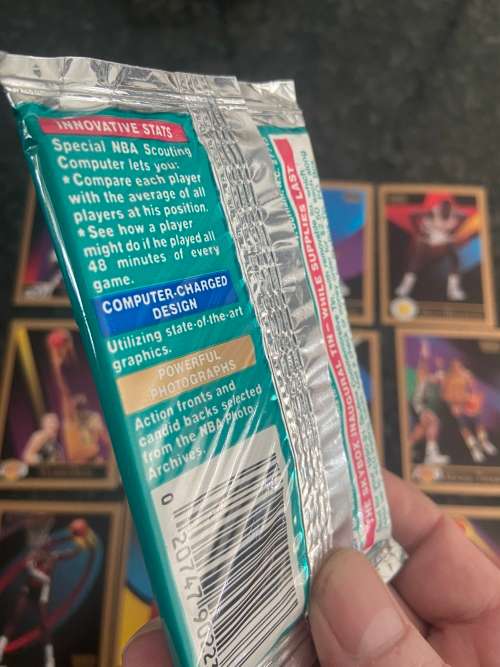 INNOVATIVE STATS
Special NBA Scouting
Computer lets you:
★Compare each player
with the average of all
players at his position.
★See how a player
might do if he played all
48 minutes of every
game.
COMPUTER-CHARGED
DESIGN
Utilizing state-of-the-art
graphics.
POWERFUL
PHOTOGRAPHS
Action fronts and
candid backs selected
from the NBA Photo
Archives.
0 20747 90
THE SKYBOX INAUGURAL TIN — WHILE SUPPLIES LAST